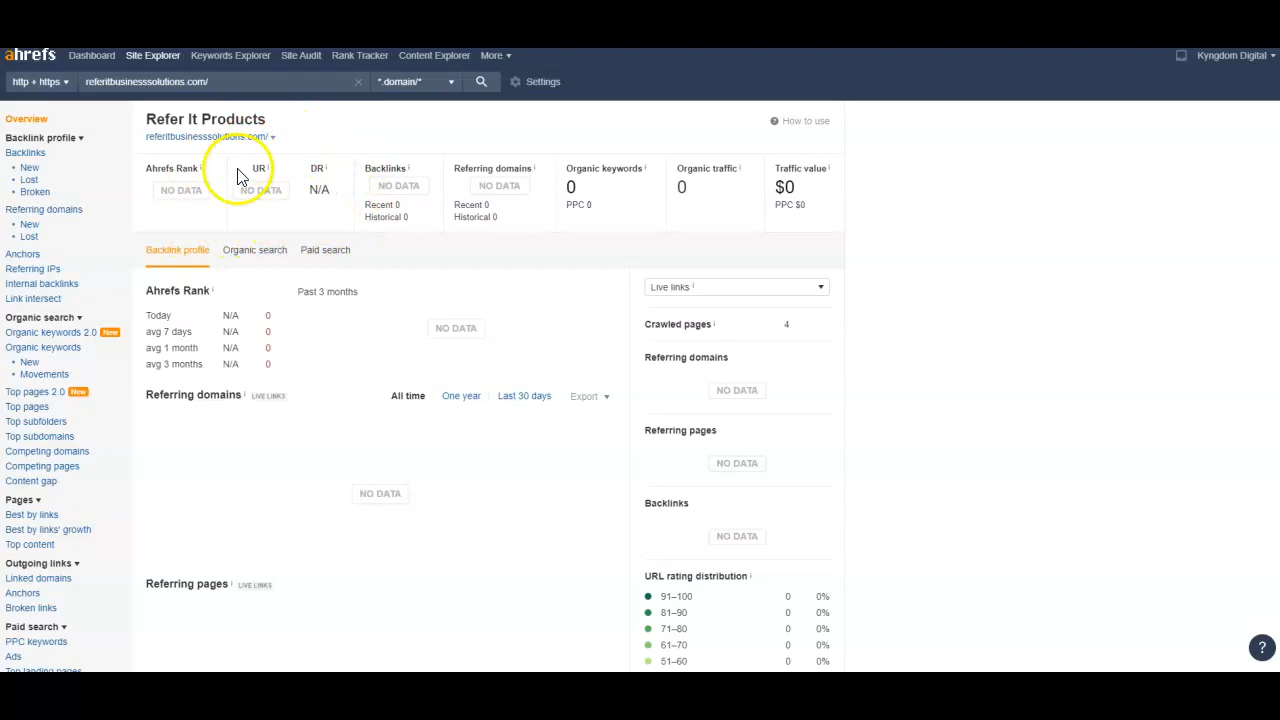 ahrefs Dashboard Site Explorer Keywords Explorer Site Audit Rank Tracker Content Explorer More Kyngdom Digital
http + https referitbusinesssolutions.com/ *.domain/* Settings
Overview
Backlink profile
Backlinks
New
Lost
Broken
Referring domains
New
Lost
Anchors
Referring IPs
Internal backlinks
Link intersect
Organic search
Organic keywords 2.0 New
Organic keywords
New
Movements
Top pages 2.0 New
Top pages
Top subfolders
Top subdomains
Competing domains
Competing pages
Content gap
Pages
Best by links
Best by links' growth
Top content
Outgoing links
Linked domains
Anchors
Broken links
Paid search
PPC keywords
Ads
Top landing pages
Refer It Products
How to use
referitbusinesssolutions.com/
Ahrefs Rank UR DR Backlinks Referring domains Organic keywords Organic traffic Traffic value
NO DATA NO DATA N/A NO DATA NO DATA 0 0 $0
Recent 0 Recent 0 PPC 0 PPC $0
Historical 0 Historical 0
Backlink profile Organic search Paid search
Ahrefs Rank Past 3 months
Today N/A 0
avg 7 days N/A 0
avg 1 month N/A 0
avg 3 months N/A 0
NO DATA
Referring domains LIVE LINKS All time One year Last 30 days Export
NO DATA
Referring pages LIVE LINKS
Live links
Crawled pages 4
Referring domains
NO DATA
Referring pages
NO DATA
Backlinks
NO DATA
URL rating distribution
91–100 0 0%
81–90 0 0%
71–80 0 0%
61–70 0 0%
51–60 0 0%
?